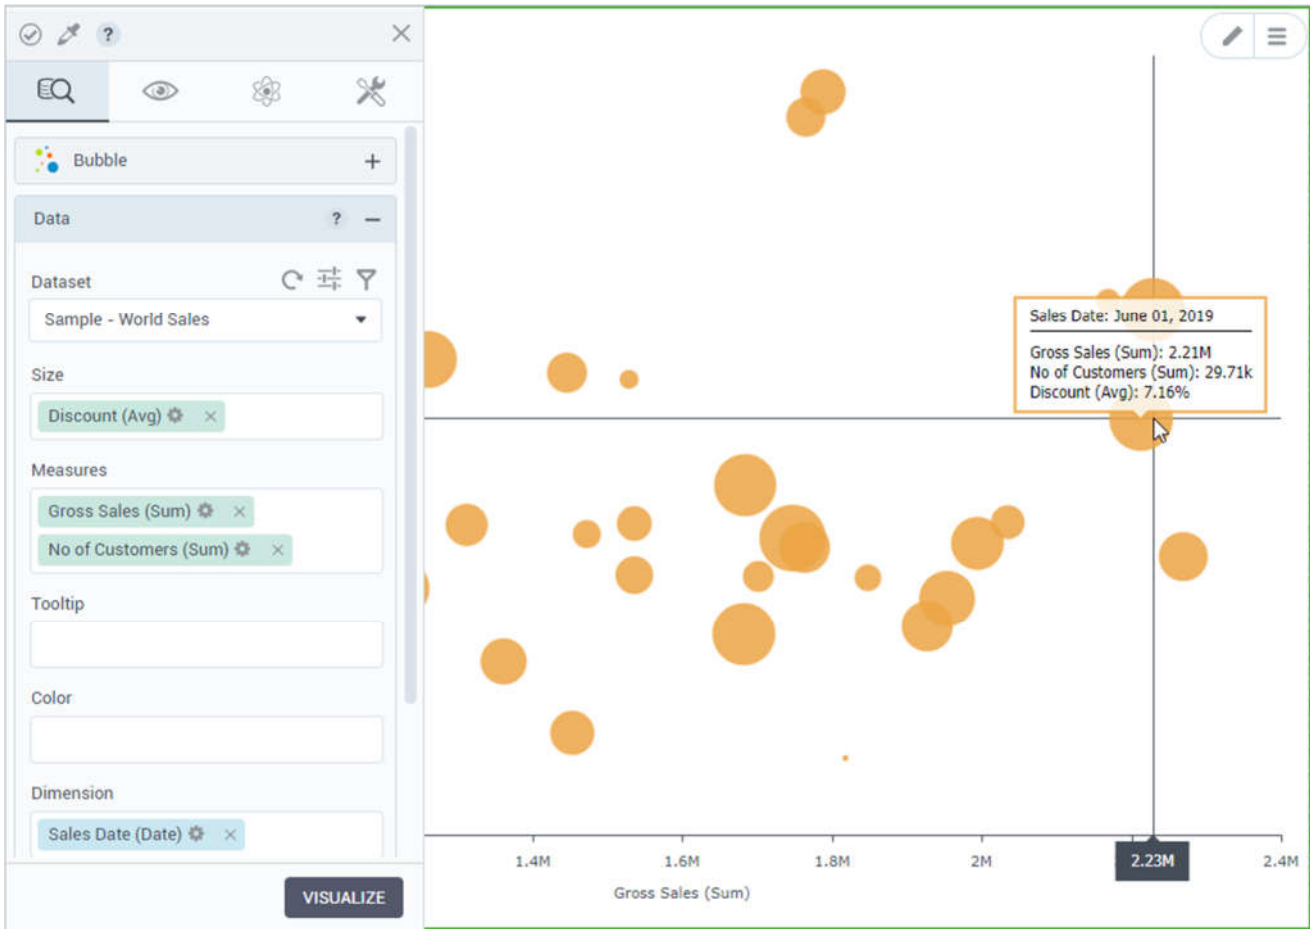 ?
Bubble
+
Data
?
Dataset
Sample - World Sales
Size
Discount (Avg)
Measures
Gross Sales (Sum)
No of Customers (Sum)
Tooltip
Color
Dimension
Sales Date (Date)
VISUALIZE
Sales Date: June 01, 2019
Gross Sales (Sum): 2.21M
No of Customers (Sum): 29.71k
Discount (Avg): 7.16%
1.4M 1.6M 1.8M 2M 2.23M 2.4M
Gross Sales (Sum)